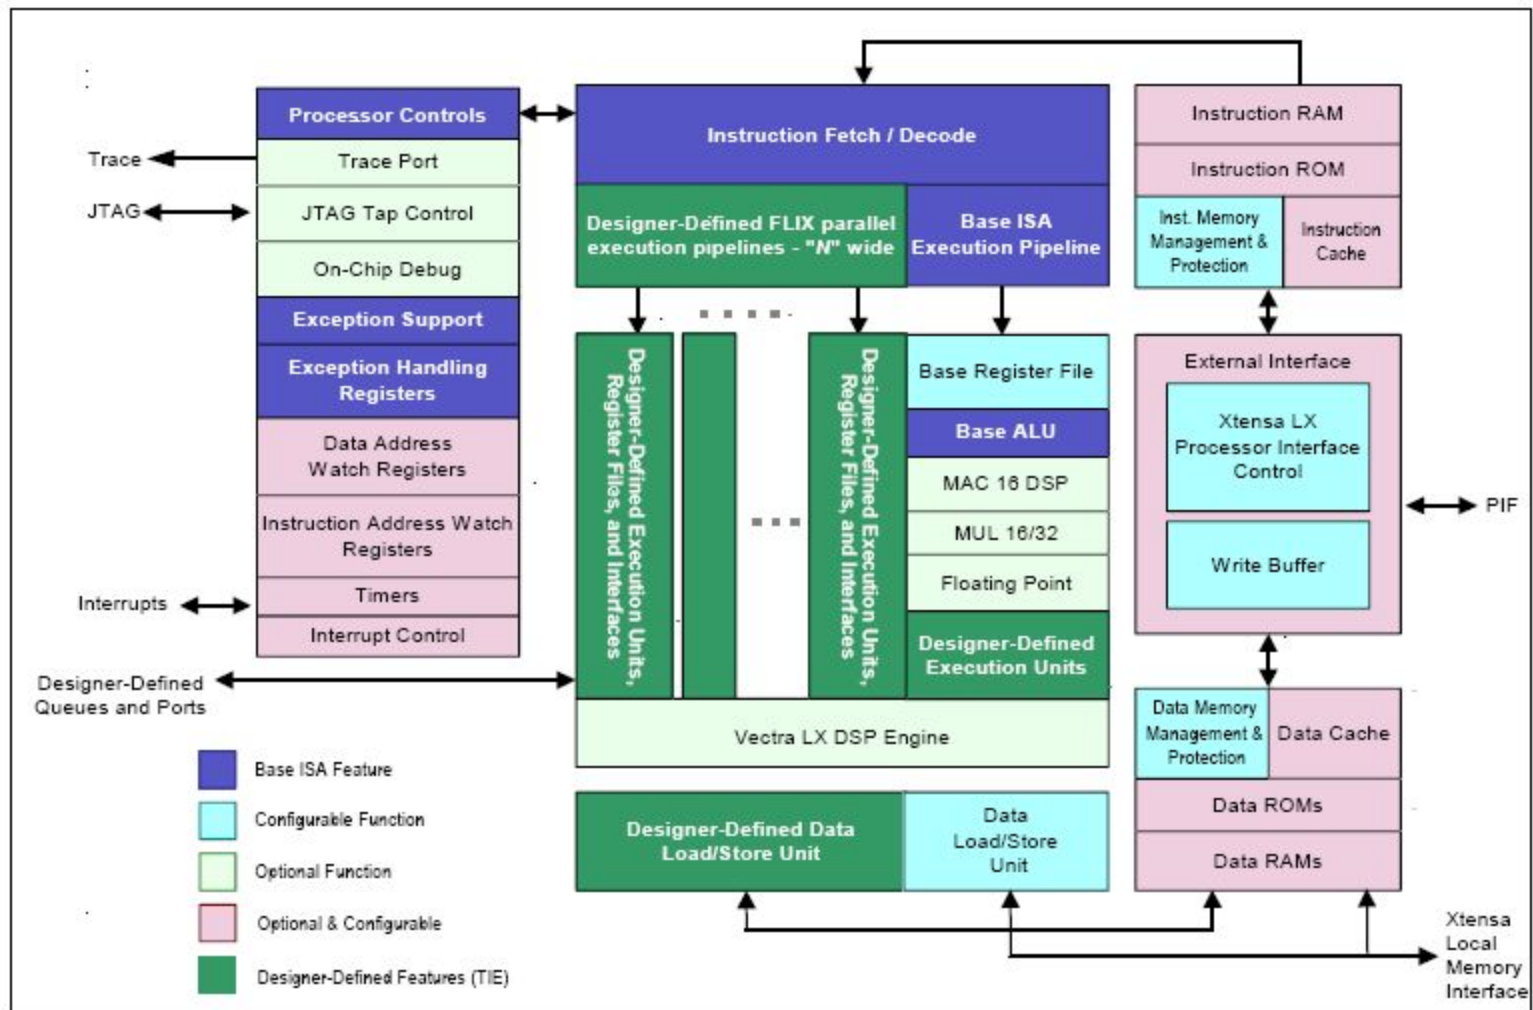 Processor Controls
Trace Port
JTAG Tap Control
On-Chip Debug
Exception Support
Exception Handling
Registers
Data Address
Watch Registers
Instruction Address Watch
Registers
Timers
Interrupt Control
Trace
JTAG
Interrupts
Designer-Defined
Queues and Ports
Instruction Fetch / Decode
Designer-Defined FLIX parallel
execution pipelines - "N" wide
Base ISA
Execution Pipeline
Designer-Defined Execution Units,
Register Files, and Interfaces
Designer-Defined Execution Units,
Register Files, and Interfaces
Base Register File
Base ALU
MAC 16 DSP
MUL 16/32
Floating Point
Designer-Defined
Execution Units
Vectra LX DSP Engine
Designer-Defined Data
Load/Store Unit
Data
Load/Store
Unit
Instruction RAM
Instruction ROM
Inst. Memory
Management &
Protection
Instruction
Cache
External Interface
Xtensa LX
Processor Interface
Control
Write Buffer
PIF
Data Memory
Management &
Protection
Data Cache
Data ROMs
Data RAMs
Xtensa
Local
Memory
Interface
Base ISA Feature
Configurable Function
Optional Function
Optional & Configurable
Designer-Defined Features (TIE)